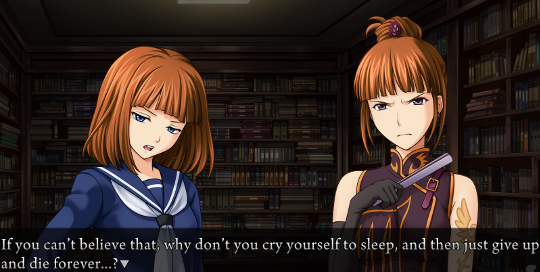 If you can't believe that, why don't you cry yourself to sleep, and then just give up
and die forever...?▼